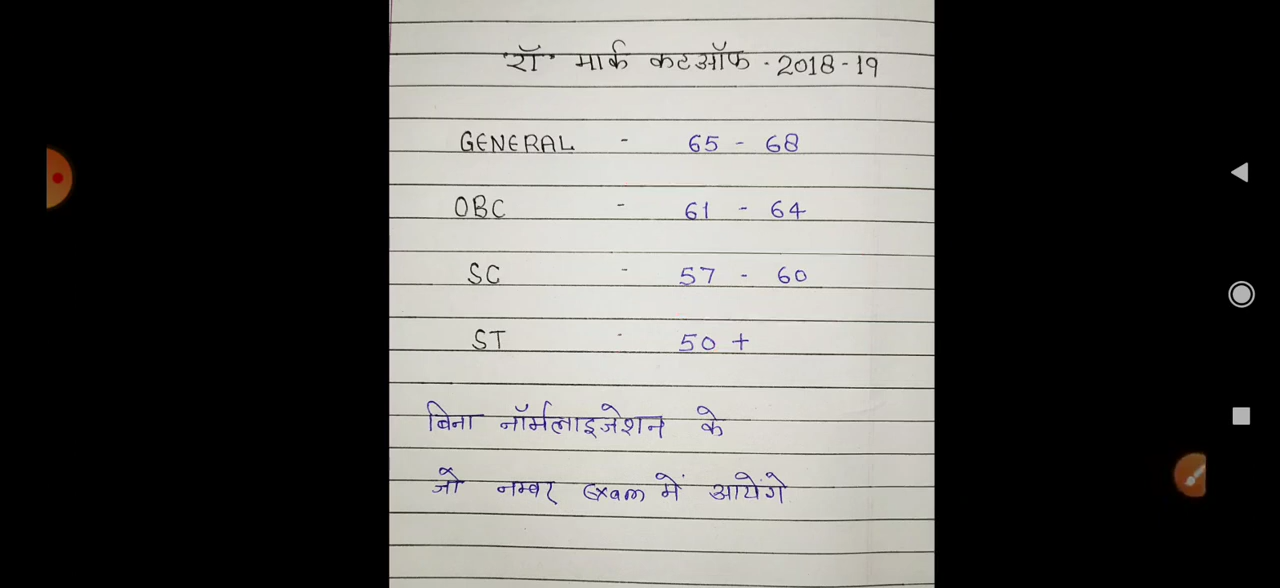 "रॉ" मार्क कटऑफ - 2018-19
GENERAL - 65 - 68
OBC - 61 - 64
SC - 57 - 60
ST - 50 +
बिना नॉर्मलाइजेशन के
जो नम्बर Exam में आयेंगे